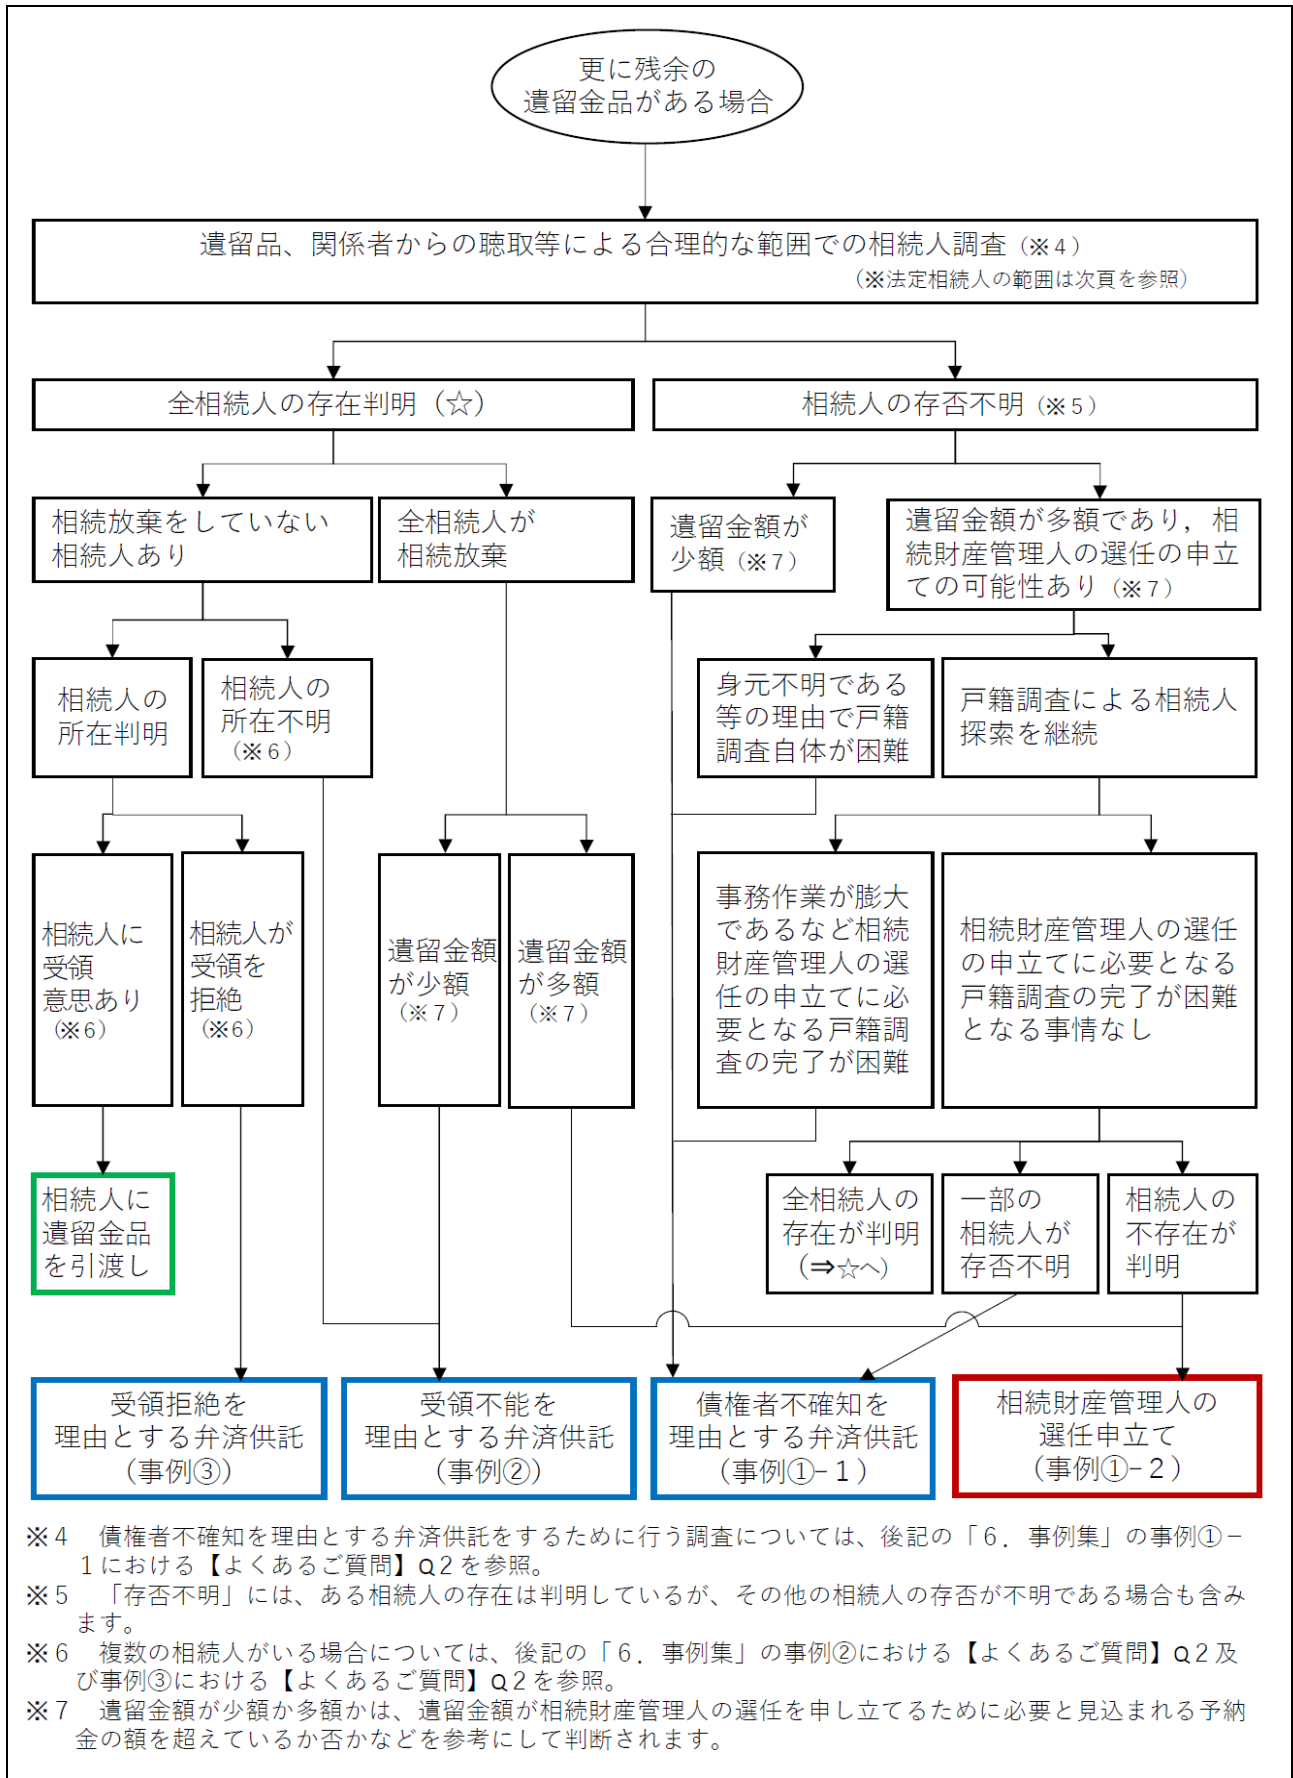 更に残余の
遺留金品がある場合
遺留品、関係者からの聴取等による合理的な範囲での相続人調査（※４）
（※法定相続人の範囲は次頁を参照）
全相続人の存在判明（☆）
相続人の存否不明（※５）
相続放棄をしていない
相続人あり
全相続人が
相続放棄
遺留金額が
少額（※７）
遺留金額が多額であり，相
続財産管理人の選任の申立
ての可能性あり（※７）
相続人の
所在判明
相続人の
所在不明
（※６）
身元不明である
等の理由で戸籍
調査自体が困難
戸籍調査による相続人
探索を継続
相続人に
受領
意思あり
（※６）
相続人が
受領を
拒絶
（※６）
遺留金額
が少額
（※７）
遺留金額
が多額
（※７）
事務作業が膨大
であるなど相続
財産管理人の選
任の申立てに必
要となる戸籍調
査の完了が困難
相続財産管理人の選任
の申立てに必要となる
戸籍調査の完了が困難
となる事情なし
相続人に
遺留金品
を引渡し
全相続人の
存在が判明
（⇒☆へ）
一部の
相続人が
存否不明
相続人の
不存在が
判明
受領拒絶を
理由とする弁済供託
（事例③）
受領不能を
理由とする弁済供託
（事例②）
債権者不確知を
理由とする弁済供託
（事例①−１）
相続財産管理人の
選任申立て
（事例①−２）
※４　債権者不確知を理由とする弁済供託をするために行う調査については、後記の「６．事例集」の事例①−
１における【よくあるご質問】Q２を参照。
※５　「存否不明」には、ある相続人の存在は判明しているが、その他の相続人の存否が不明である場合も含み
ます。
※６　複数の相続人がいる場合については、後記の「６．事例集」の事例②における【よくあるご質問】Q２及
び事例③における【よくあるご質問】Q２を参照。
※７　遺留金額が少額か多額かは、遺留金額が相続財産管理人の選任を申し立てるために必要と見込まれる予納
金の額を超えているか否かなどを参考にして判断されます。